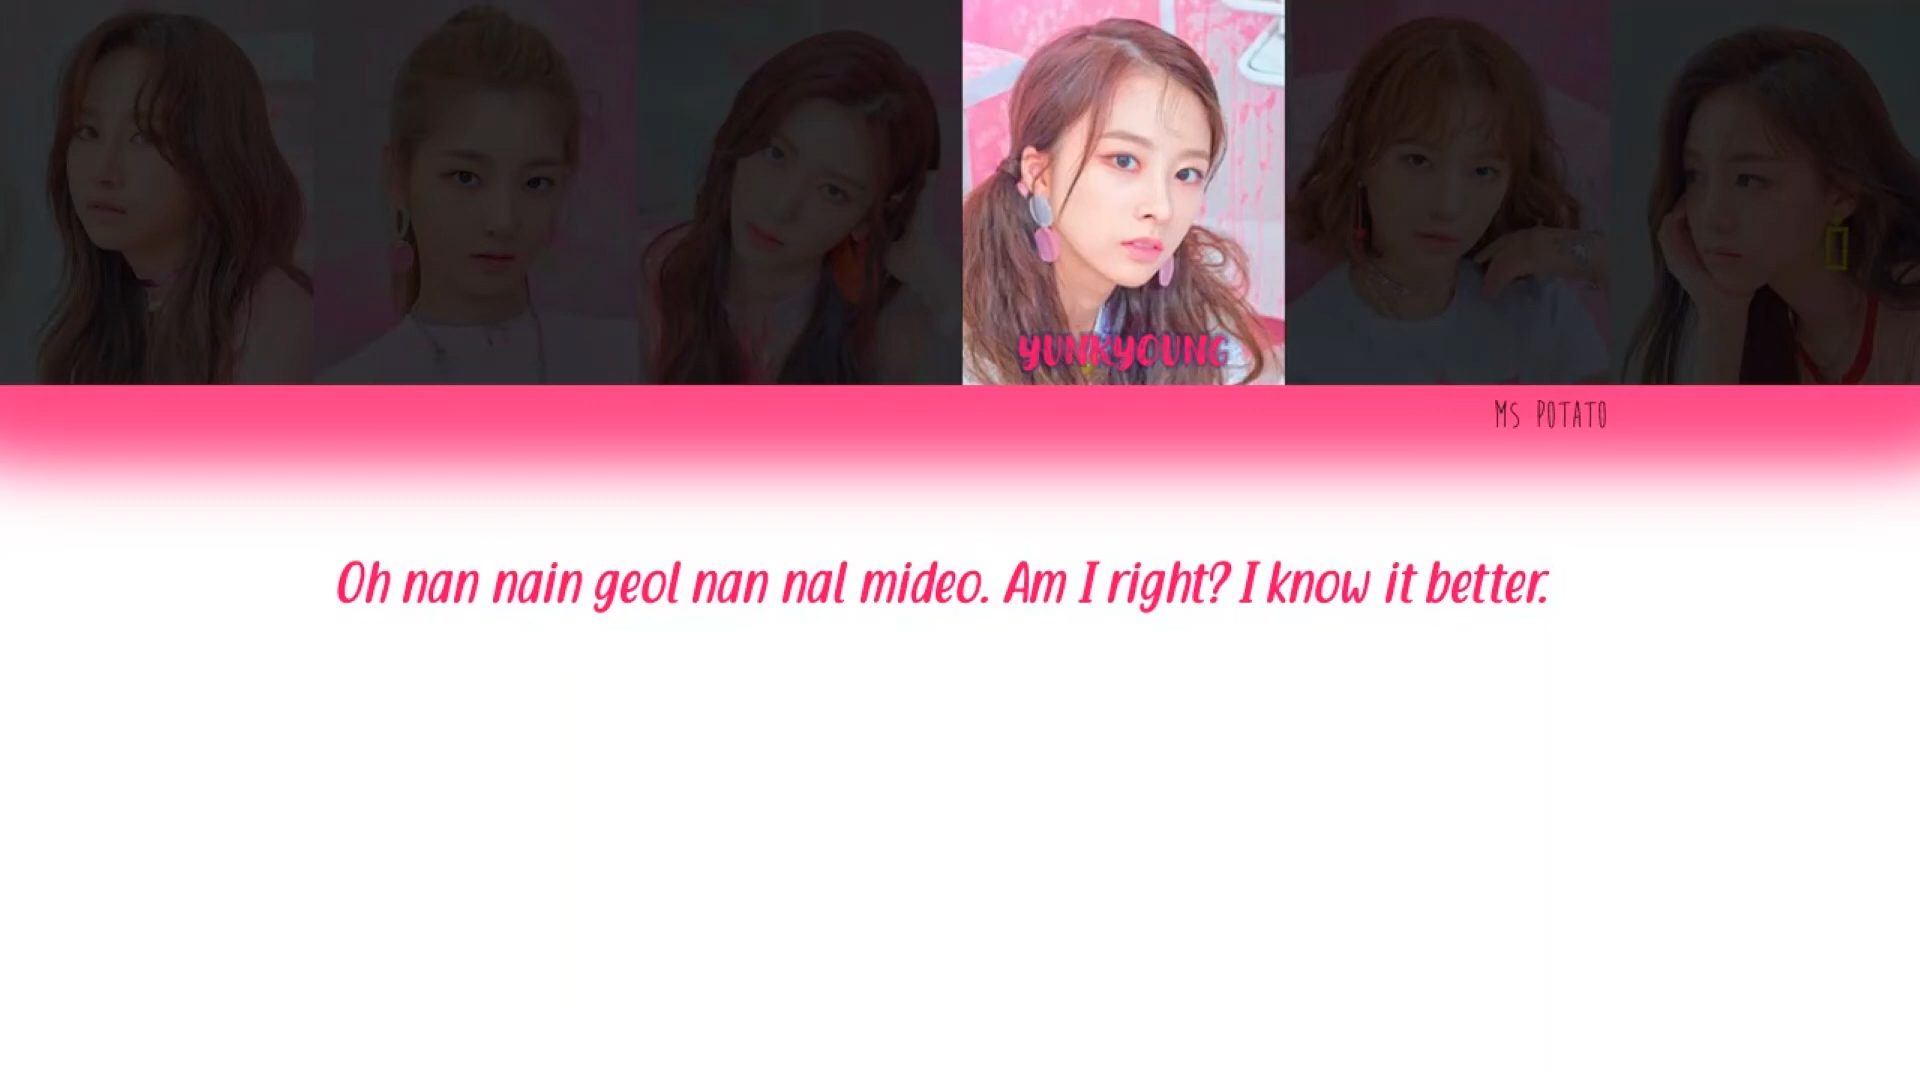 YUNKYOUNG
MS POTATO
Oh nan nain geol nan nal mideo. Am I right? I know it better.